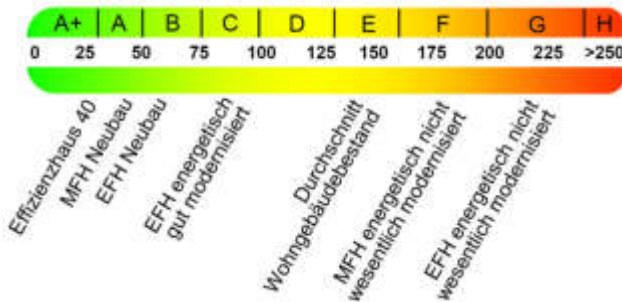 A+ A B C D E F G H
0 25 50 75 100 125 150 175 200 225 >250
Effizienzhaus 40
MFH Neubau
EFH Neubau
EFH energetisch
gut modernisiert
Durchschnitt
Wohngebäudebestand
MFH energetisch nicht
wesentlich modernisiert
EFH energetisch nicht
wesentlich modernisiert